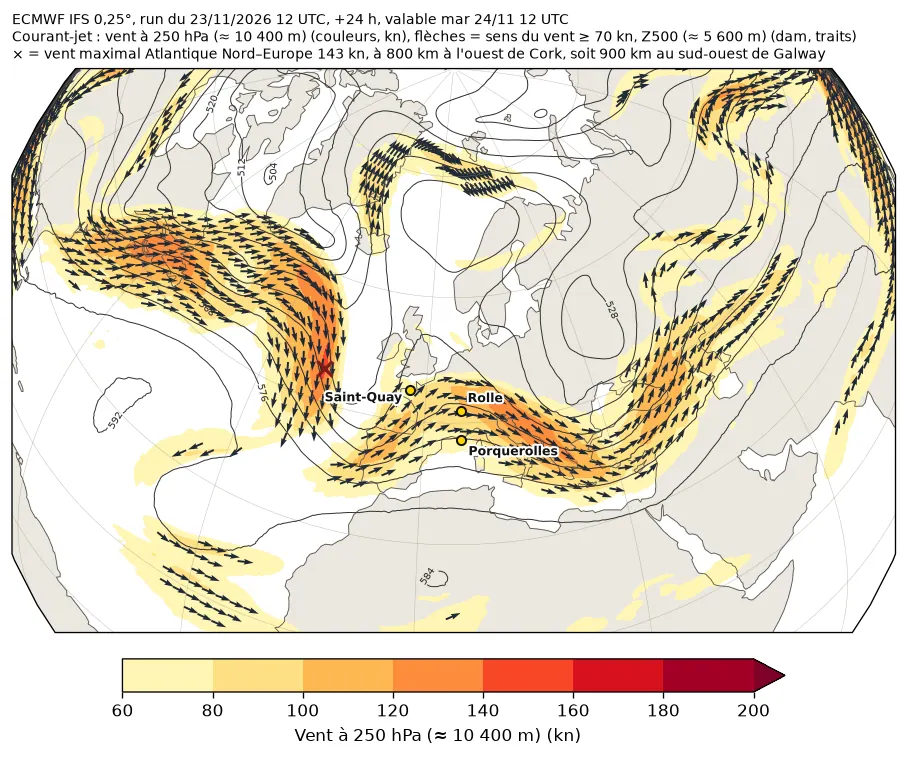 ECMWF IFS 0,25°, run du 23/11/2026 12 UTC, +24 h, valable mar 24/11 12 UTC
Courant-jet : vent à 250 hPa (≈ 10 400 m) (couleurs, kn), flèches = sens du vent ≥ 70 kn, Z500 (≈ 5 600 m) (dam, traits)
× = vent maximal Atlantique Nord–Europe 143 kn, à 800 km à l'ouest de Cork, soit 900 km au sud-ouest de Galway
520
512
504
528
576
592
584
Saint-Quay
Rolle
Porquerolles
60 80 100 120 140 160 180 200
Vent à 250 hPa (≈ 10 400 m) (kn)